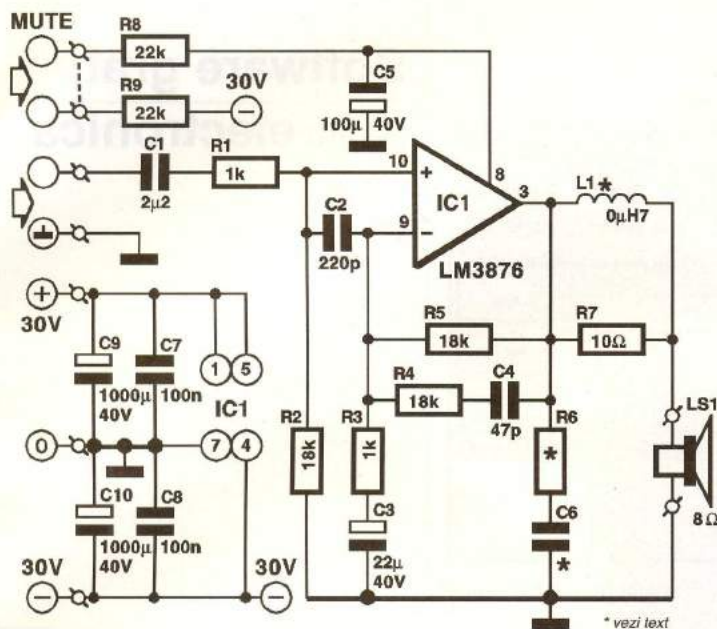 MUTE
R8
22k
R9
22k
30V
C5
100µ 40V
C1
2µ2
R1
1k
10
9
8
3
IC1
LM3876
C2
220p
L1*
0µH7
R5
18k
R7
10Ω
R4
18k
C4
47p
R2
18k
R3
1k
C3
22µ
40V
R6
*
C6
*
LS1
8Ω
30V
C9
1000µ
40V
C7
100n
1 5
IC1
0
7 4
C10
1000µ
40V
C8
100n
30V
30V
* vezi text